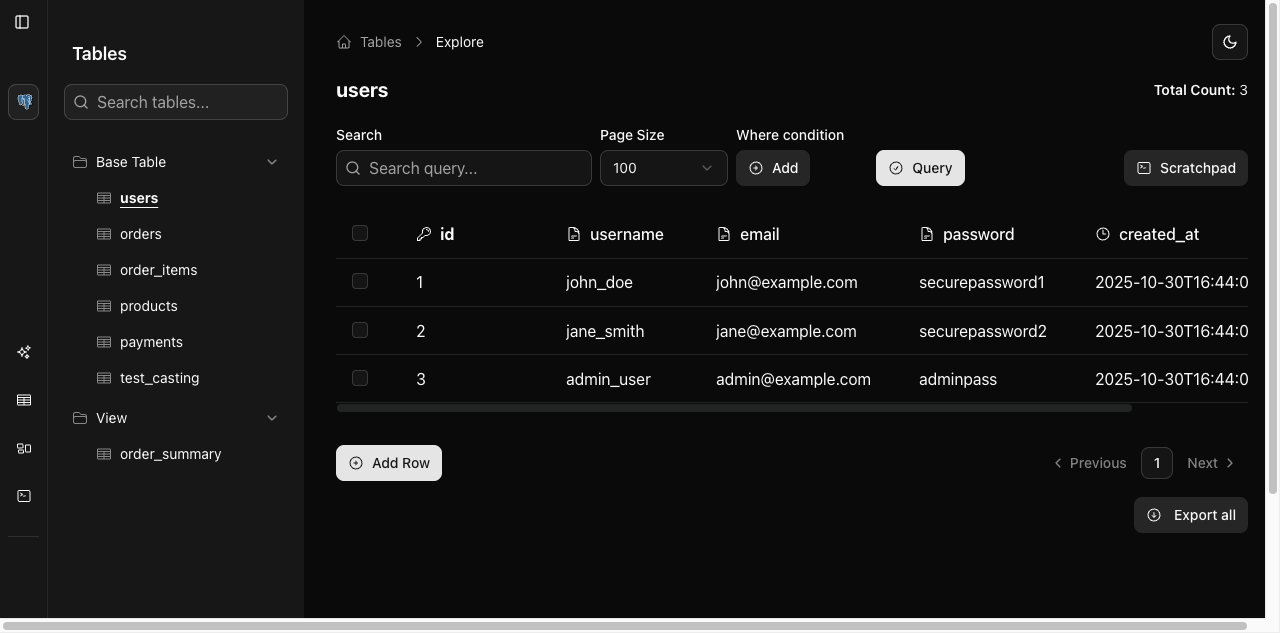 Tables
Search tables...
Base Table
users
orders
order_items
products
payments
test_casting
View
order_summary
Tables
Explore
users
Total Count: 3
Search
Page Size
Where condition
Search query...
100
Add
Query
Scratchpad
id username email password created_at
1 john_doe john@example.com securepassword1 2025-10-30T16:44:0
2 jane_smith jane@example.com securepassword2 2025-10-30T16:44:0
3 admin_user admin@example.com adminpass 2025-10-30T16:44:0
Add Row
Previous
1
Next
Export all